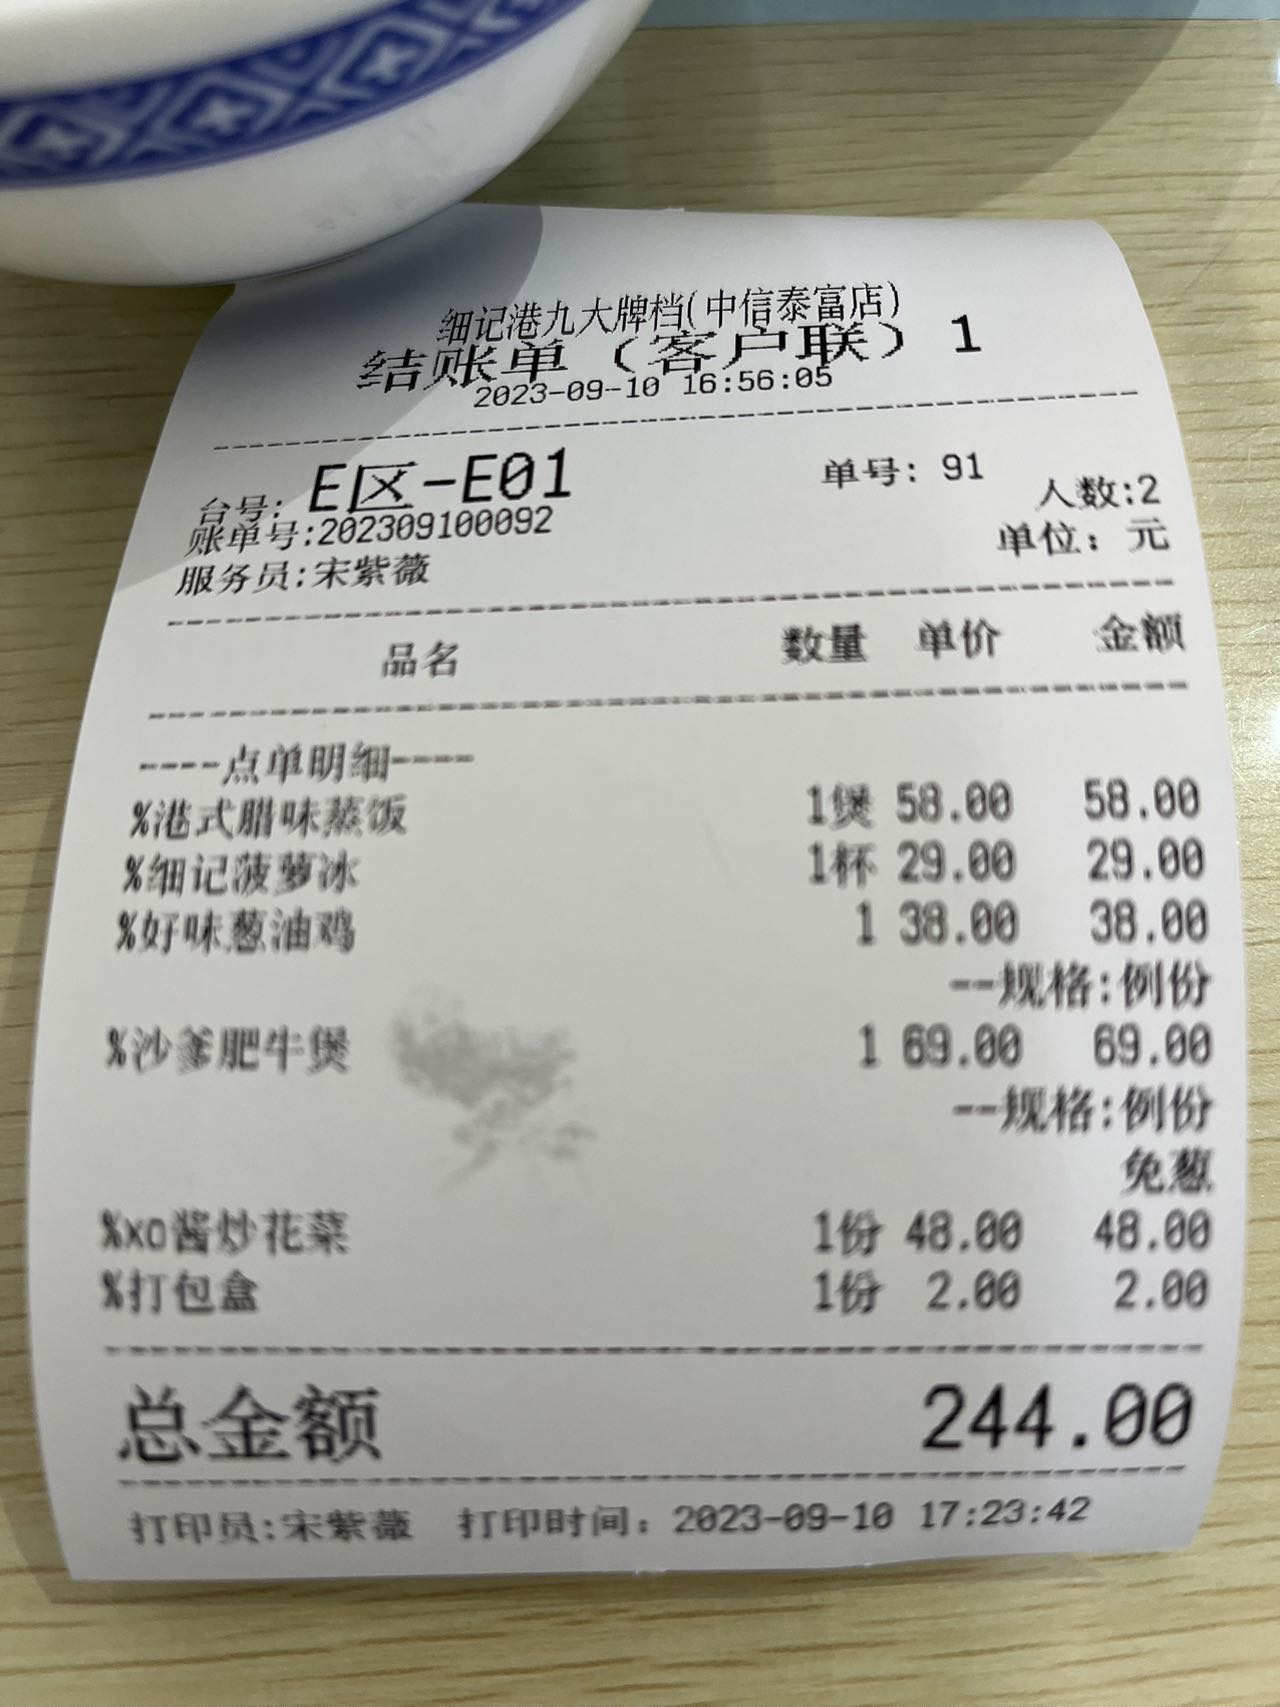 细记港九大牌档(中信泰富店)
结账单（客户联）1
2023-09-10 16:56:05
台号: E区-E01 单号: 91 人数:2
账单号:202309100092 单位: 元
服务员:宋紫薇
品名 数量 单价 金额
----点单明细----
%港式腊味蒸饭 1煲 58.00 58.00
%细记菠萝冰 1杯 29.00 29.00
%好味葱油鸡 1 38.00 38.00
--规格:例份
%沙爹肥牛煲 1 69.00 69.00
--规格:例份
免葱
%xo酱炒花菜 1份 48.00 48.00
%打包盒 1份 2.00 2.00
总金额 244.00
打印员:宋紫薇 打印时间: 2023-09-10 17:23:42